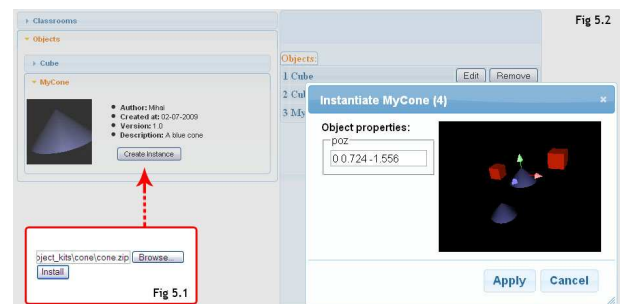 Classrooms
Objects
Cube
MyCone
Author: Mihai
Created at: 02-07-2009
Version: 1.0
Description: A blue cone
Create Instance
oject_kits\cone\cone.zip Browse...
Install
Fig 5.1
Fig 5.2
Objects:
1 Cube Edit Remove
2 Cub
3 My
Instantiate MyCone (4)
Object properties:
poz
0 0.724 -1.556
Apply Cancel